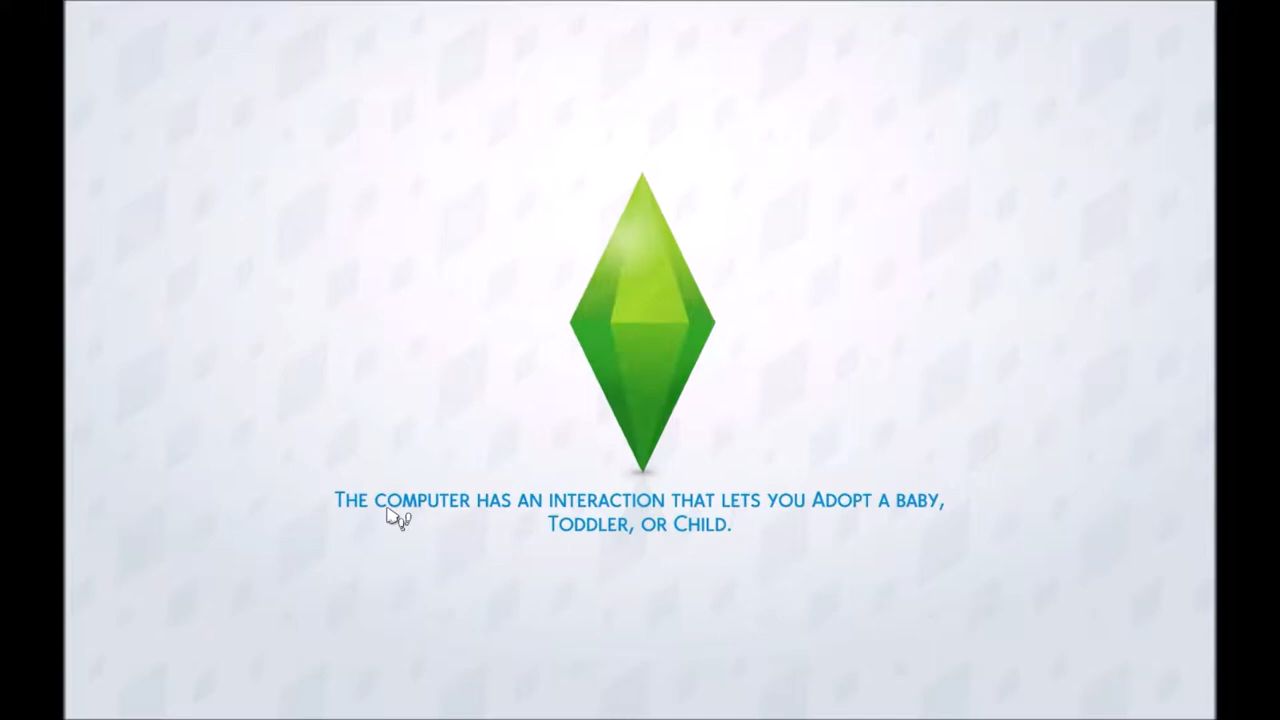 The computer has an interaction that lets you Adopt a baby,
Toddler, or Child.